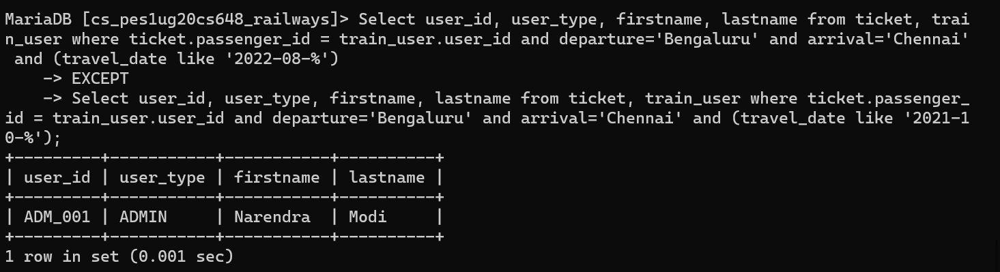 MariaDB [cs_pes1ug20cs648_railways]> Select user_id, user_type, firstname, lastname from ticket, trai
n_user where ticket.passenger_id = train_user.user_id and departure='Bengaluru' and arrival='Chennai'
 and (travel_date like '2022-08-%')
    -> EXCEPT
    -> Select user_id, user_type, firstname, lastname from ticket, train_user where ticket.passenger_
id = train_user.user_id and departure='Bengaluru' and arrival='Chennai' and (travel_date like '2021-1
0-%');
+---------+-----------+-----------+----------+
| user_id | user_type | firstname | lastname |
+---------+-----------+-----------+----------+
| ADM_001 | ADMIN     | Narendra  | Modi     |
+---------+-----------+-----------+----------+
1 row in set (0.001 sec)